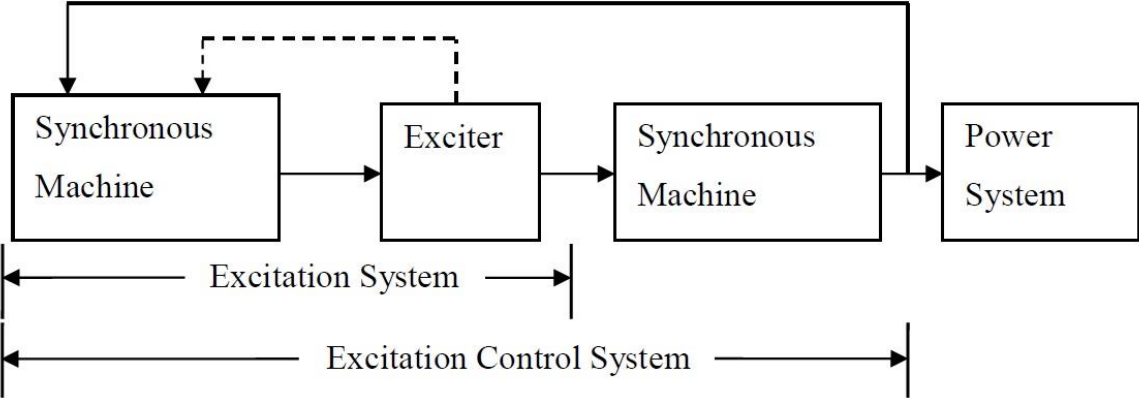 Synchronous
Machine
Exciter
Synchronous
Machine
Power
System
Excitation System
Excitation Control System